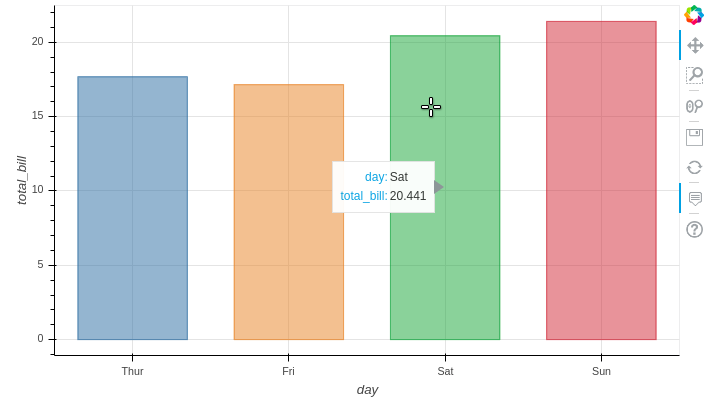 20
15
10
5
0
total_bill
day: Sat
total_bill: 20.441
Thur Fri Sat Sun
day